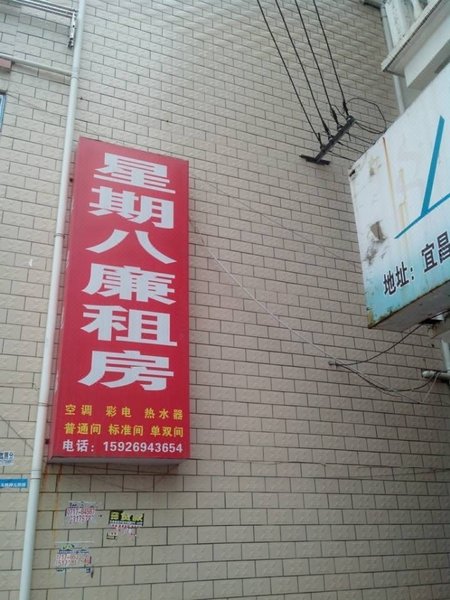 星期八廉租房
空调 彩电 热水器
普通间 标准间 单双间
电话：15926943654
地址：宜昌